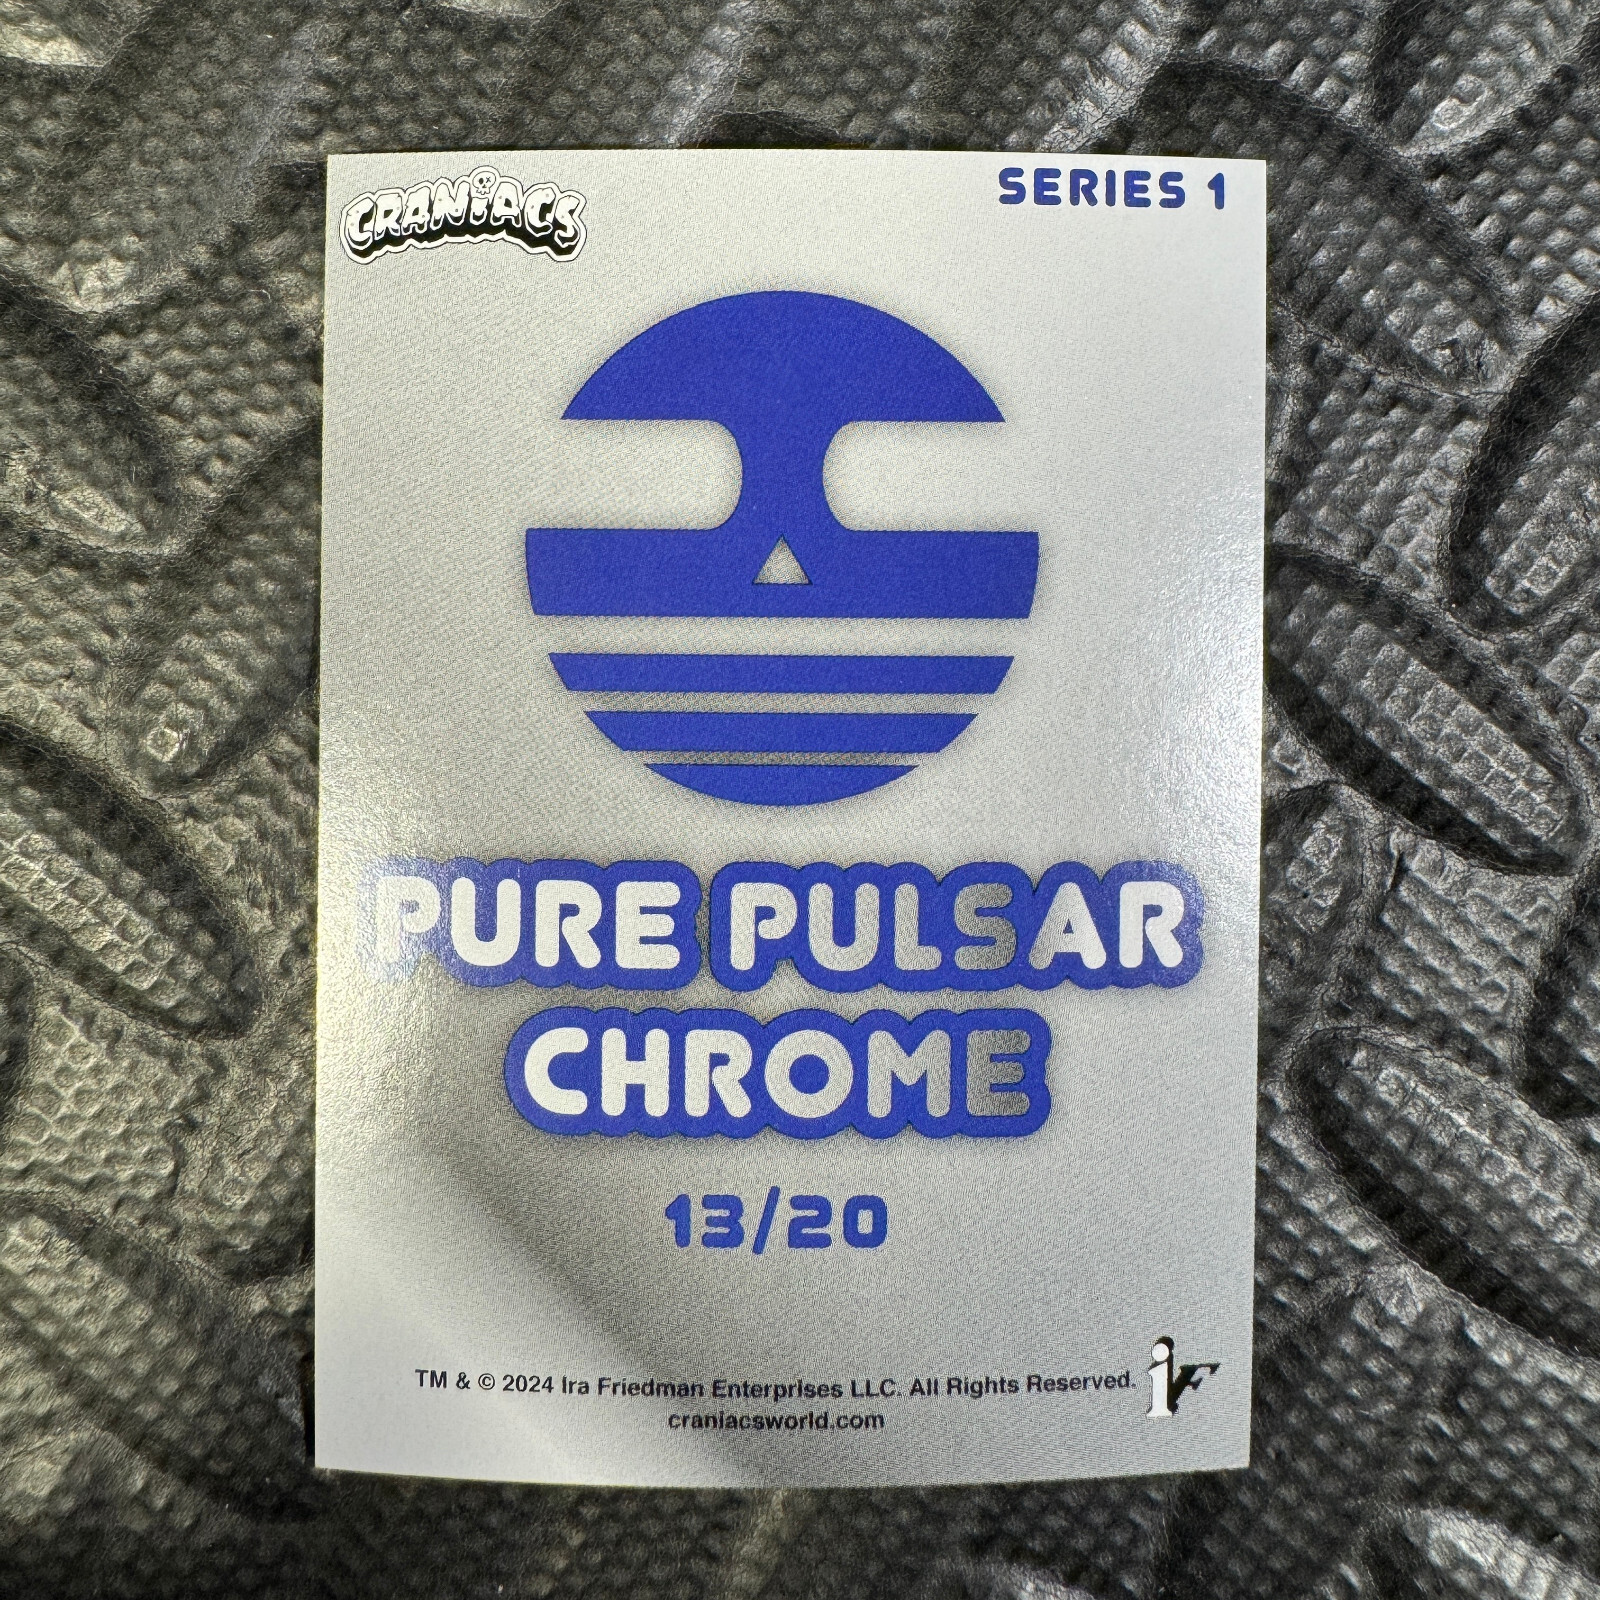 CRANIACS
SERIES 1
PURE PULSAR
CHROME
13/20
TM & © 2024 Ira Friedman Enterprises LLC. All Rights Reserved.
iF
craniacsworld.com